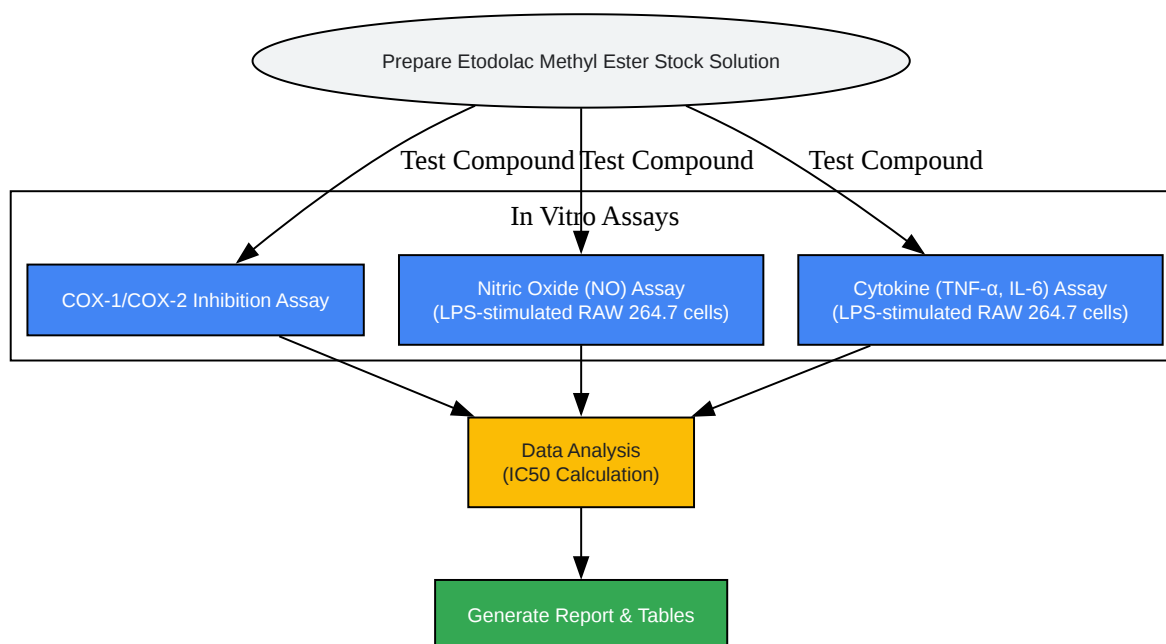 Prepare Etodolac Methyl Ester Stock Solution
Test Compound
Test Compound
Test Compound
In Vitro Assays
COX-1/COX-2 Inhibition Assay
Nitric Oxide (NO) Assay
(LPS-stimulated RAW 264.7 cells)
Cytokine (TNF-α, IL-6) Assay
(LPS-stimulated RAW 264.7 cells)
Data Analysis
(IC50 Calculation)
Generate Report & Tables